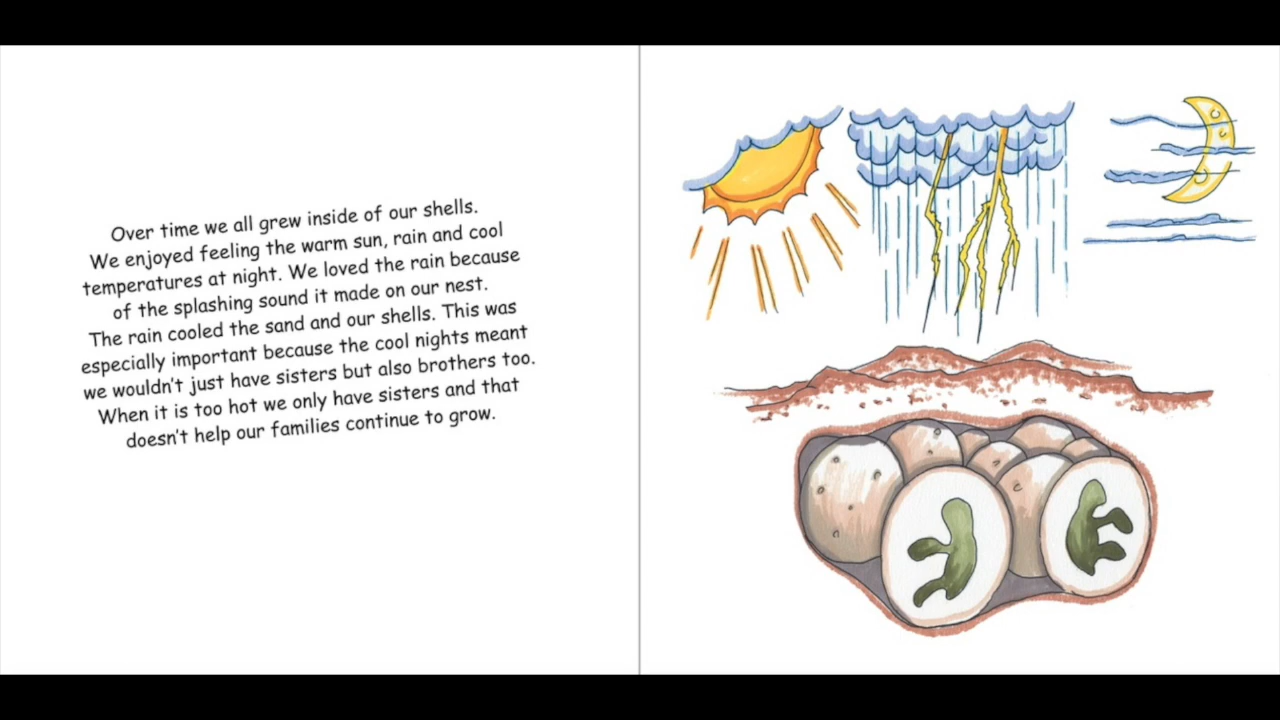 Over time we all grew inside of our shells.
We enjoyed feeling the warm sun, rain and cool
temperatures at night. We loved the rain because
of the splashing sound it made on our nest.
The rain cooled the sand and our shells. This was
especially important because the cool nights meant
we wouldn't just have sisters but also brothers too.
When it is too hot we only have sisters and that
doesn't help our families continue to grow.